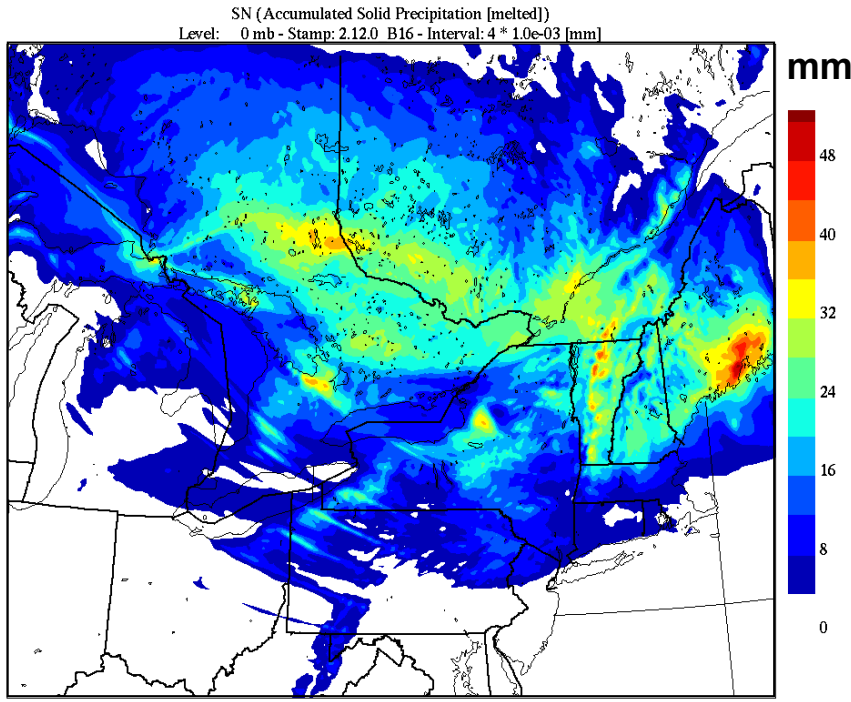 SN (Accumulated Solid Precipitation [melted])
Level: 0 mb - Stamp: 2.12.0 B16 - Interval: 4 * 1.0e-03 [mm]
mm
48
40
32
24
16
8
0